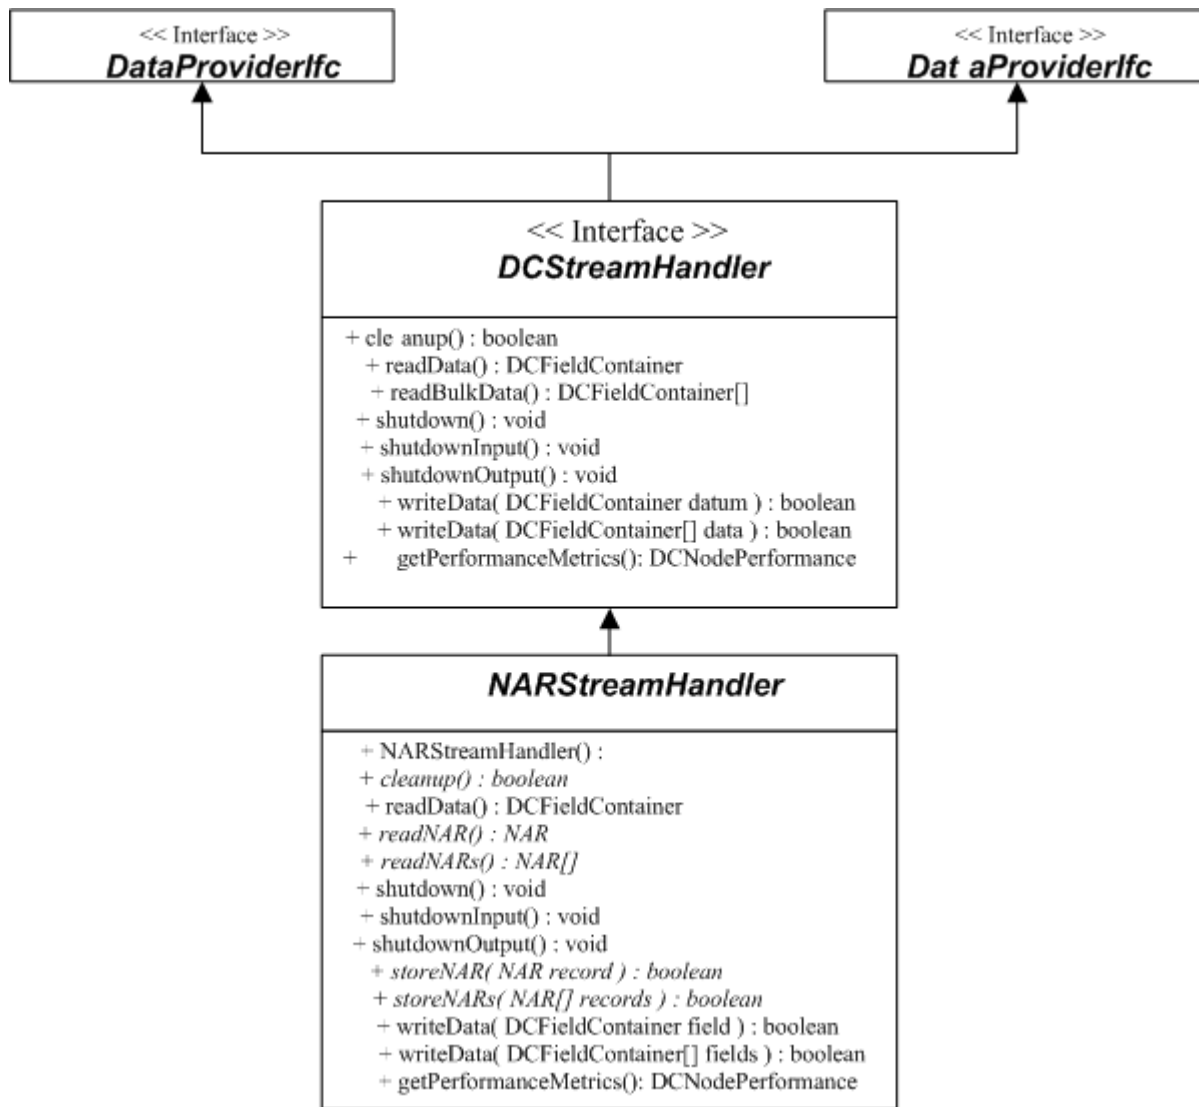 << Interface >>
DataProviderIfc
<< Interface >>
Dat aProviderIfc
<< Interface >>
DCStreamHandler
+ cle anup() : boolean
+ readData() : DCFieldContainer
+ readBulkData() : DCFieldContainer[]
+ shutdown() : void
+ shutdownInput() : void
+ shutdownOutput() : void
+ writeData( DCFieldContainer datum ) : boolean
+ writeData( DCFieldContainer[] data ) : boolean
+ getPerformanceMetrics(): DCNodePerformance
NARStreamHandler
+ NARStreamHandler() :
+ cleanup() : boolean
+ readData() : DCFieldContainer
+ readNAR() : NAR
+ readNARs() : NAR[]
+ shutdown() : void
+ shutdownInput() : void
+ shutdownOutput() : void
+ storeNAR( NAR record ) : boolean
+ storeNARs( NAR[] records ) : boolean
+ writeData( DCFieldContainer field ) : boolean
+ writeData( DCFieldContainer[] fields ) : boolean
+ getPerformanceMetrics(): DCNodePerformance